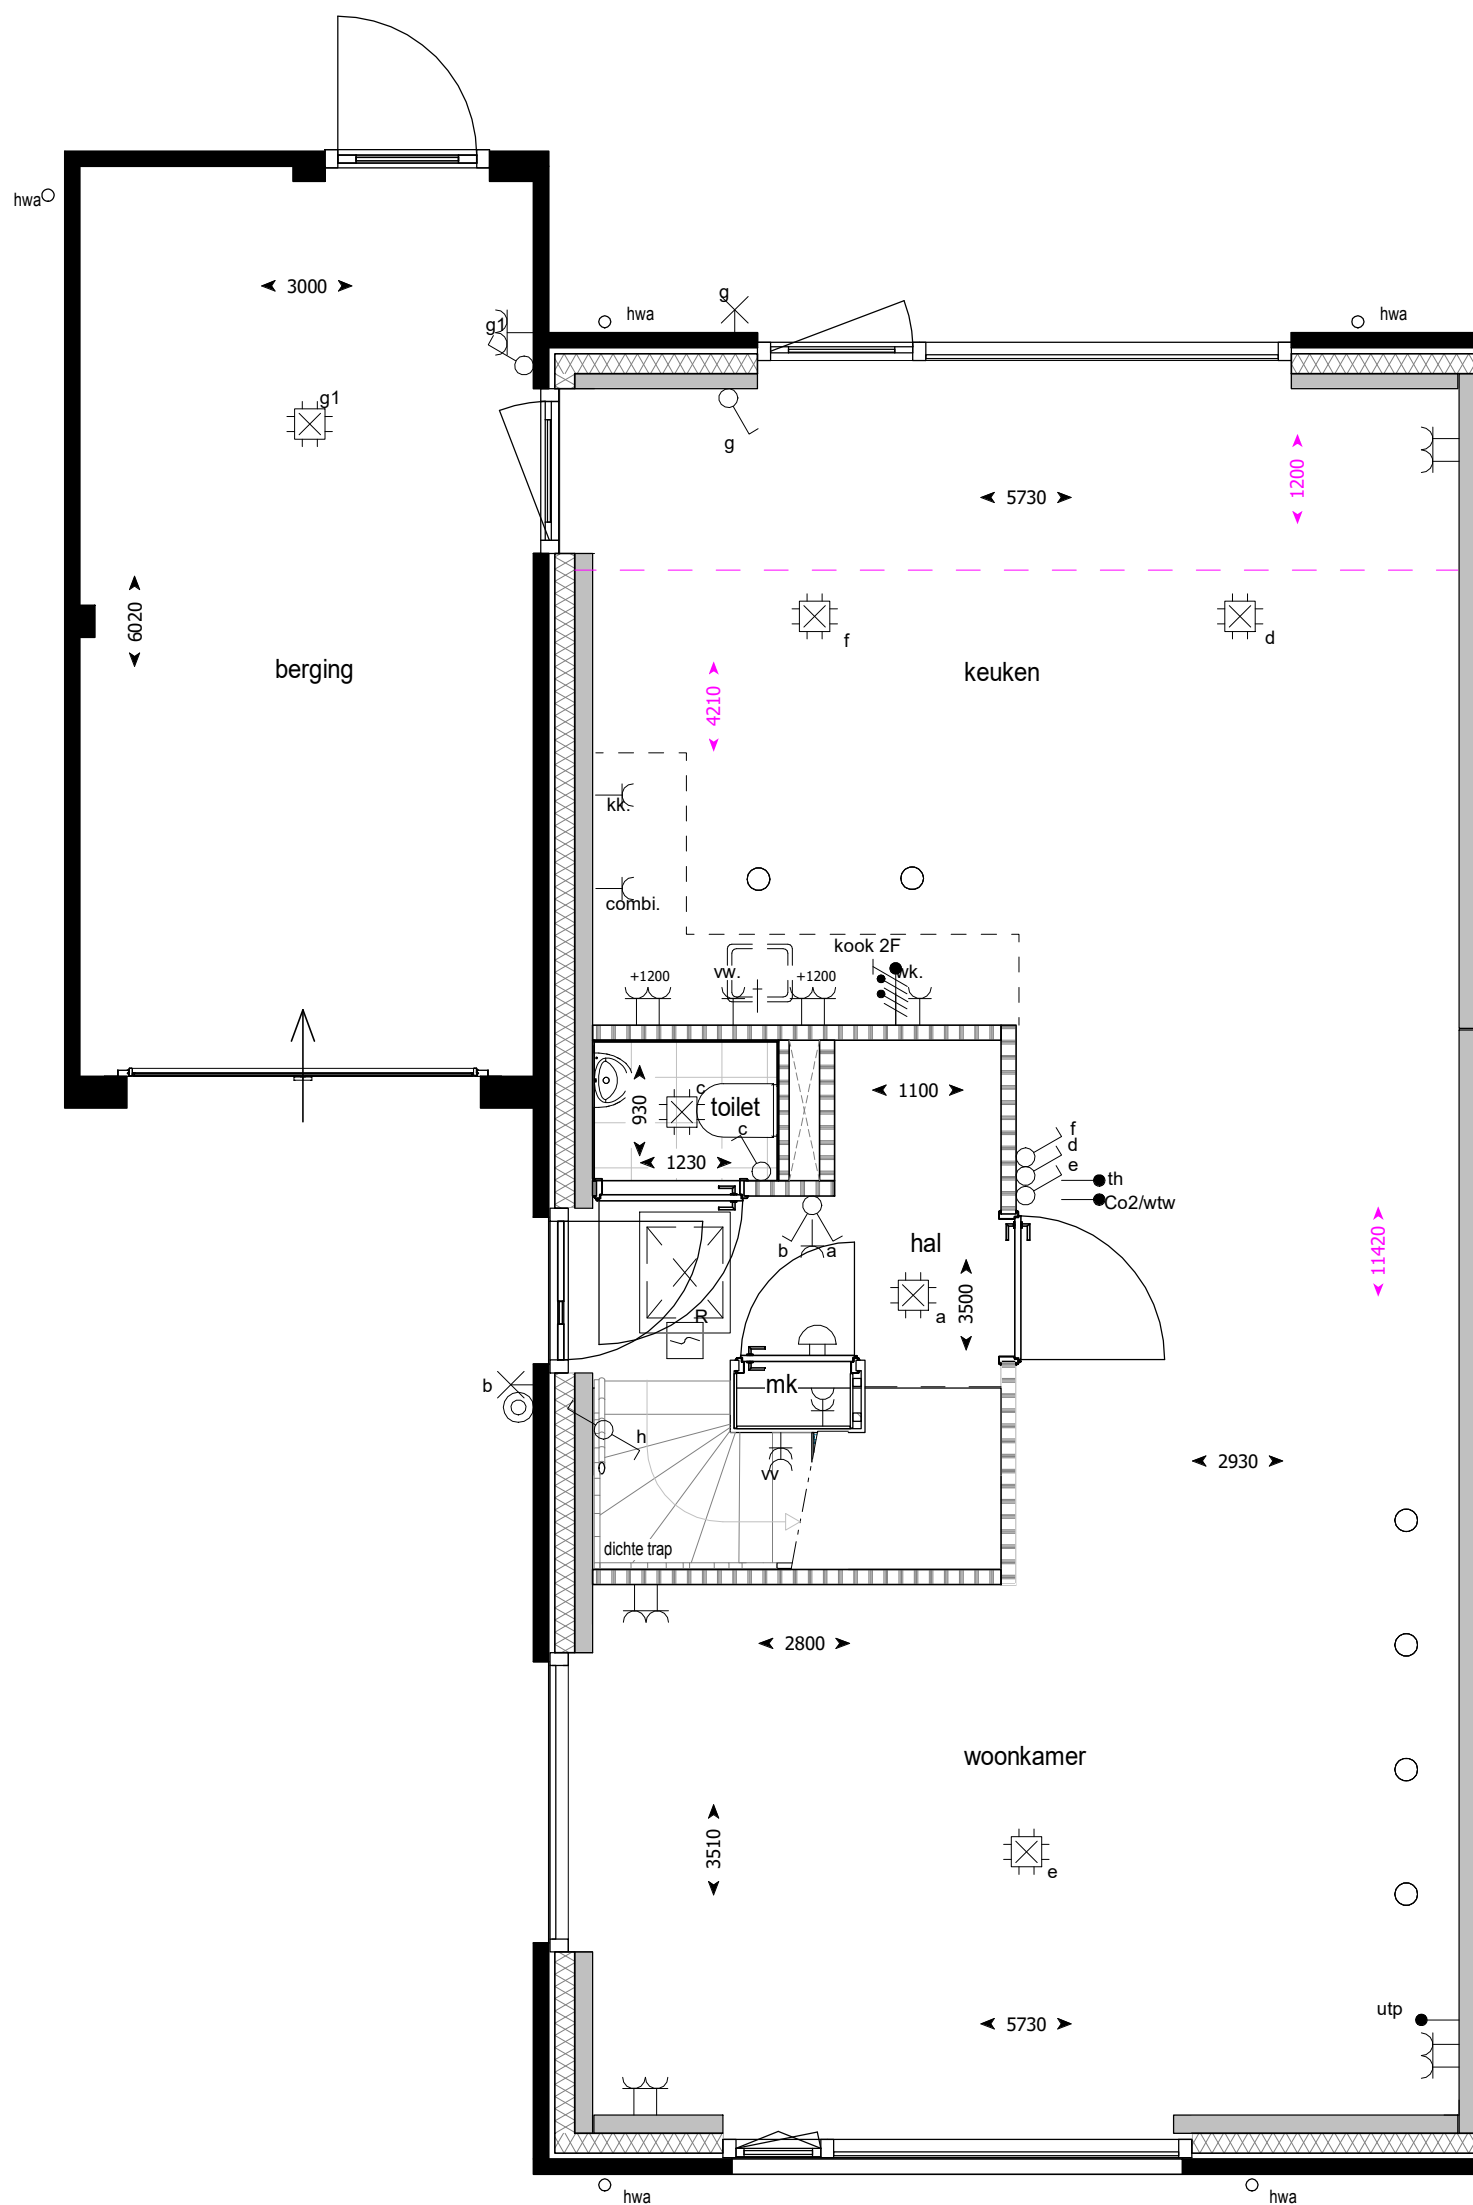 hwa
3000
g1
g
hwa
hwa
g1
g
5730
1200
6020
berging
f
d
4210
keuken
kk.
combi.
kook 2F
+1200
vw.
+1200
wk.
c
toilet
930
c
1230
1100
f
d
e
th
Co2/wtw
b
a
hal
11420
R
a
3500
b
mk
h
0
vv
2930
dichte trap
2800
woonkamer
3510
e
utp
5730
hwa
hwa